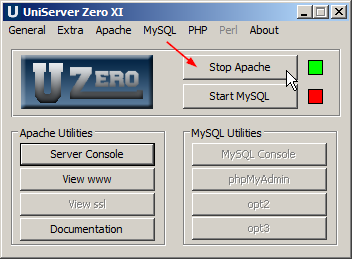 UniServer Zero XI
General Extra Apache MySQL PHP Perl About
U ZERO
Stop Apache
Start MySQL
Apache Utilities
Server Console
View www
View ssl
Documentation
MySQL Utilities
MySQL Console
phpMyAdmin
opt2
opt3